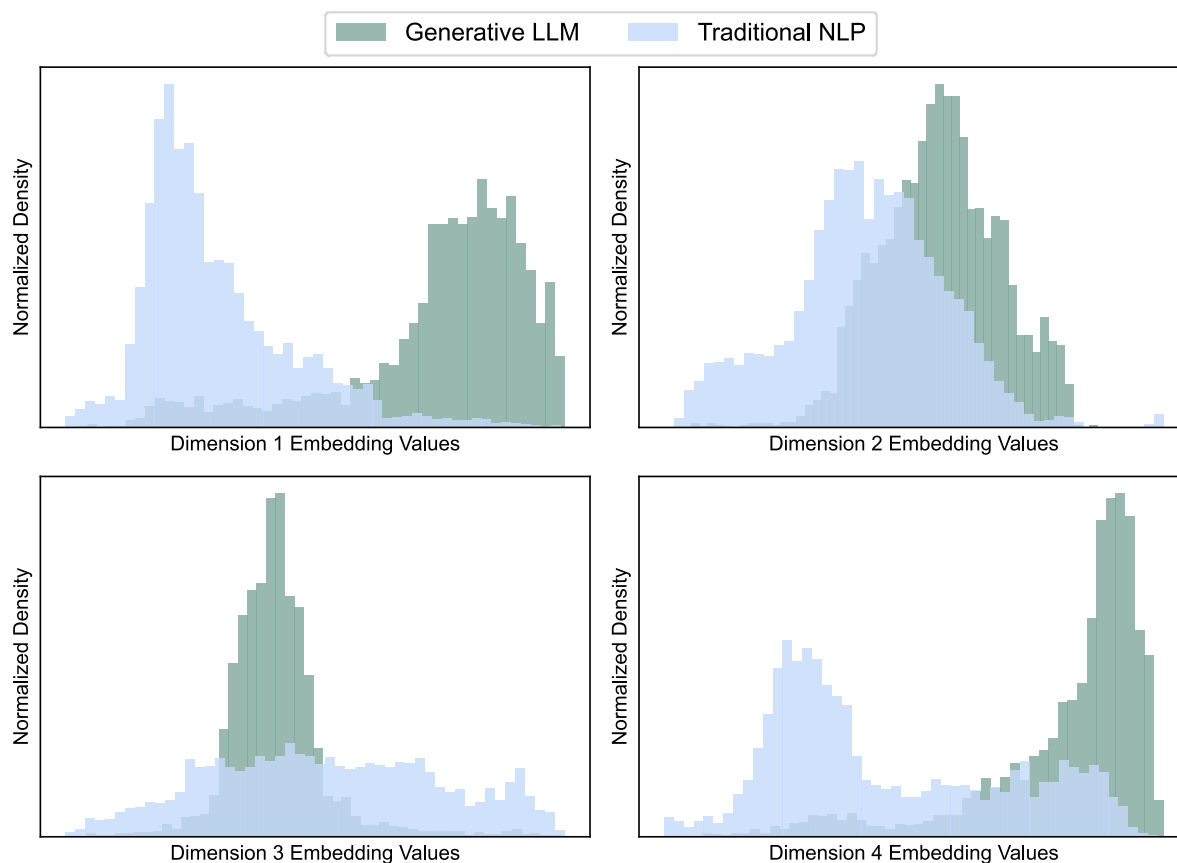 Generative LLM
Traditional NLP
Normalized Density
Dimension 1 Embedding Values
Normalized Density
Dimension 2 Embedding Values
Normalized Density
Dimension 3 Embedding Values
Normalized Density
Dimension 4 Embedding Values